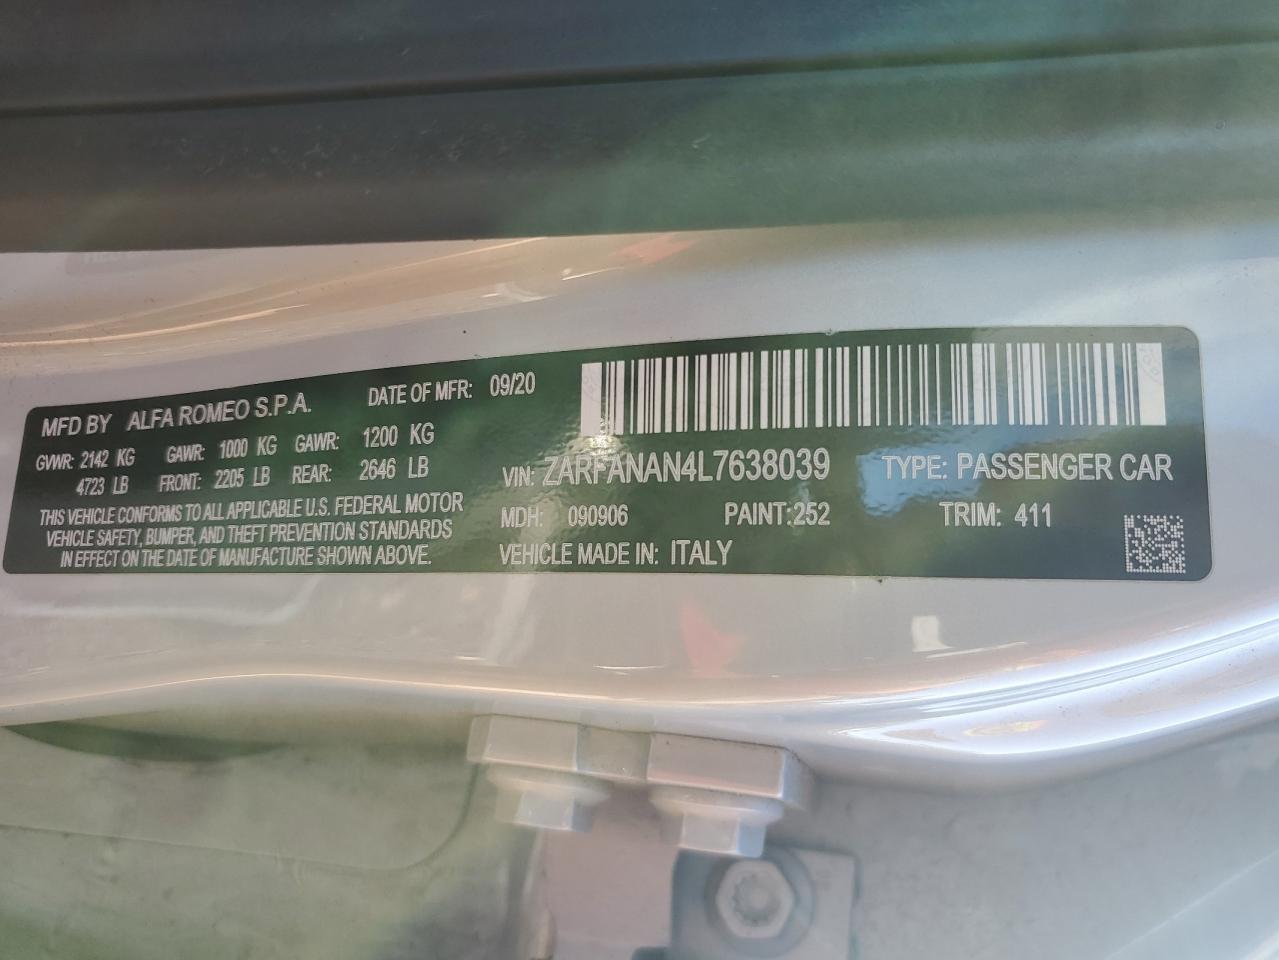 MFD BY ALFA ROMEO S.P.A. DATE OF MFR: 09/20
GVWR: 2142 KG GAWR: 1000 KG GAWR: 1200 KG
4723 LB FRONT: 2205 LB REAR: 2646 LB
THIS VEHICLE CONFORMS TO ALL APPLICABLE U.S. FEDERAL MOTOR
VEHICLE SAFETY, BUMPER, AND THEFT PREVENTION STANDARDS
IN EFFECT ON THE DATE OF MANUFACTURE SHOWN ABOVE.
VIN: ZARFANAN4L7638039 TYPE: PASSENGER CAR
MDH: 090906 PAINT: 252 TRIM: 411
VEHICLE MADE IN: ITALY